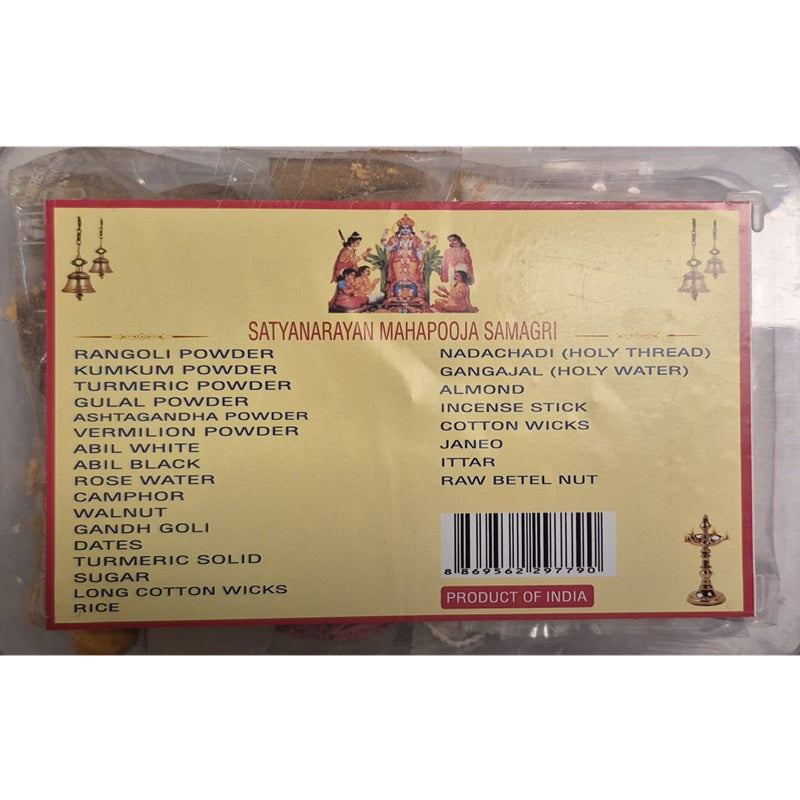 SATYANARAYAN MAHAPOOJA SAMAGRI
RANGOLI POWDER
KUMKUM POWDER
TURMERIC POWDER
GULAL POWDER
ASHTAGANDHA POWDER
VERMILION POWDER
ABIL WHITE
ABIL BLACK
ROSE WATER
CAMPHOR
WALNUT
GANDH GOLI
DATES
TURMERIC SOLID
SUGAR
LONG COTTON WICKS
RICE
NADACHADI (HOLY THREAD)
GANGAJAL (HOLY WATER)
ALMOND
INCENSE STICK
COTTON WICKS
JANEO
ITTAR
RAW BETEL NUT
8 869562 297790
PRODUCT OF INDIA